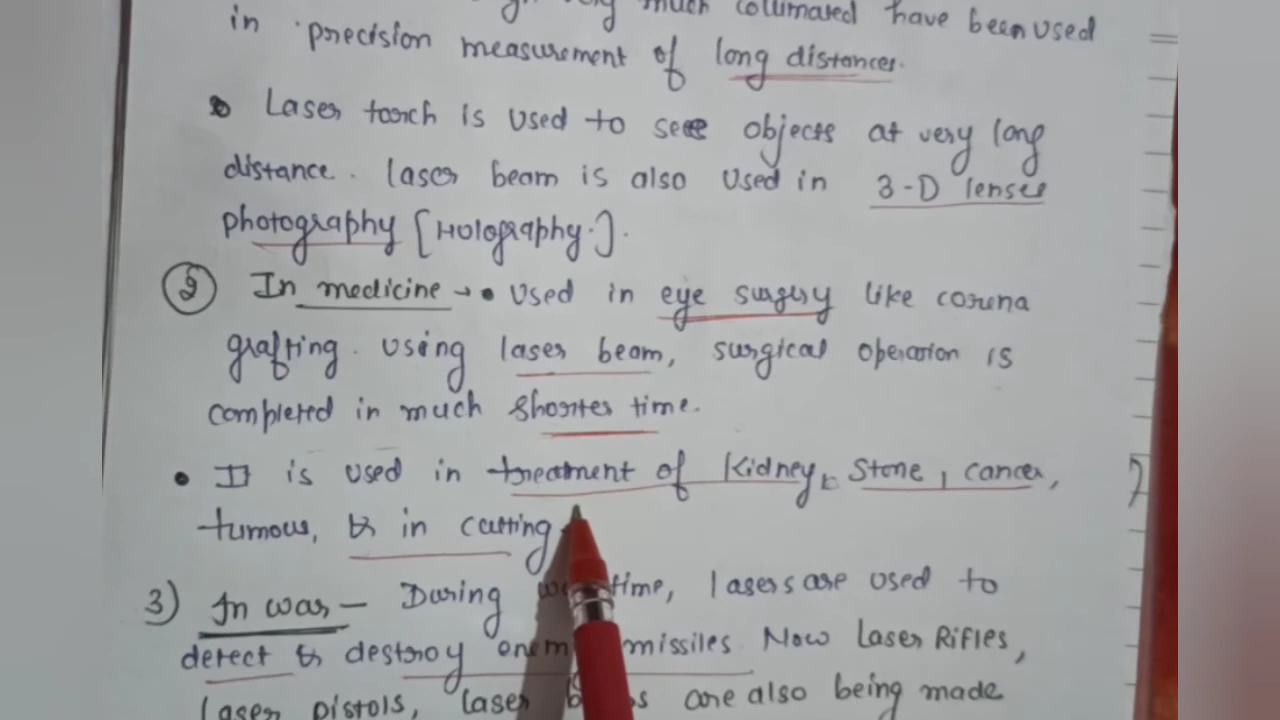 much have been used
in precision measurement of long distances.
Laser torch is used to see objects at very long
distance. laser beam is also used in 3-D lenses
photography [Holography.].
② In medicine → • Used in eye surgery like
grafting. Using laser beam, surgical operation is
completed in much shorter time.
• It is used in treatment of Kidney, Stone, cancer,
& in cutting
3) In war — During time, lasers are used to
detect & destroy missiles. Now Laser Rifles,
laser pistols, laser are also being made